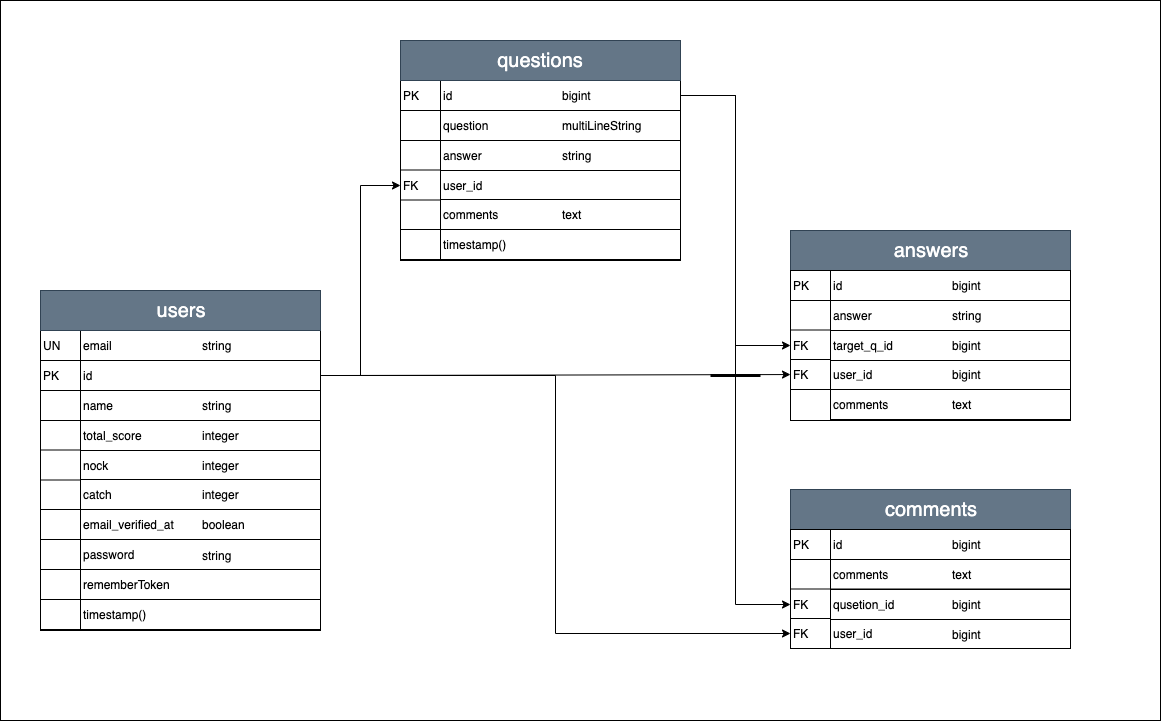 questions
PK id bigint
question multiLineString
answer string
FK user_id
comments text
timestamp()
answers
PK id bigint
answer string
FK target_q_id bigint
FK user_id bigint
comments text
users
UN email string
PK id
name string
total_score integer
nock integer
catch integer
email_verified_at boolean
password string
rememberToken
timestamp()
comments
PK id bigint
comments text
FK qusetion_id bigint
FK user_id bigint